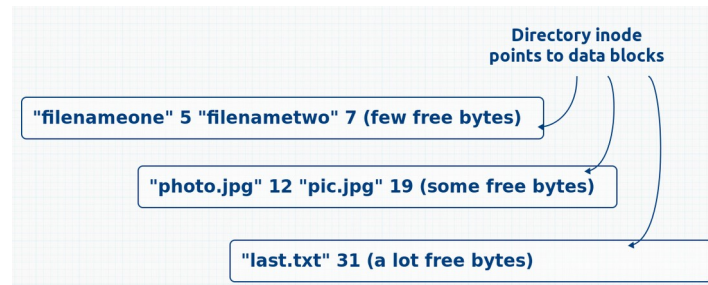 Directory inode
points to data blocks
"filenameone" 5 "filenametwo" 7 (few free bytes)
"photo.jpg" 12 "pic.jpg" 19 (some free bytes)
"last.txt" 31 (a lot free bytes)